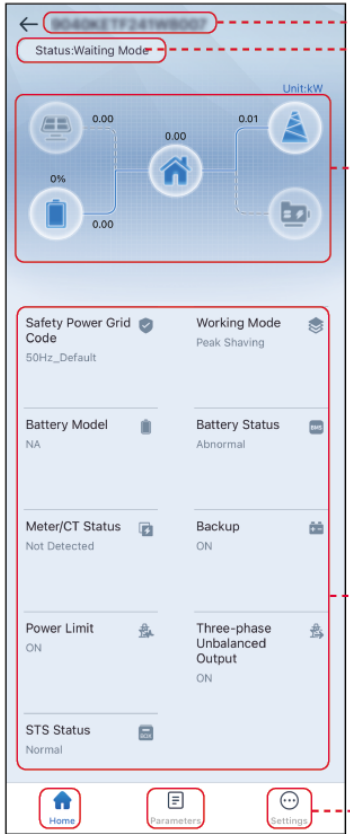 Status:Waiting Mode
Unit:kW
0.00
0.01
0.00
0%
0.00
Safety Power Grid
Code
50Hz_Default
Working Mode
Peak Shaving
Battery Model
NA
Battery Status
Abnormal
Meter/CT Status
Not Detected
Backup
ON
Power Limit
ON
Three-phase
Unbalanced
Output
ON
STS Status
Normal
Home
Parameters
Settings